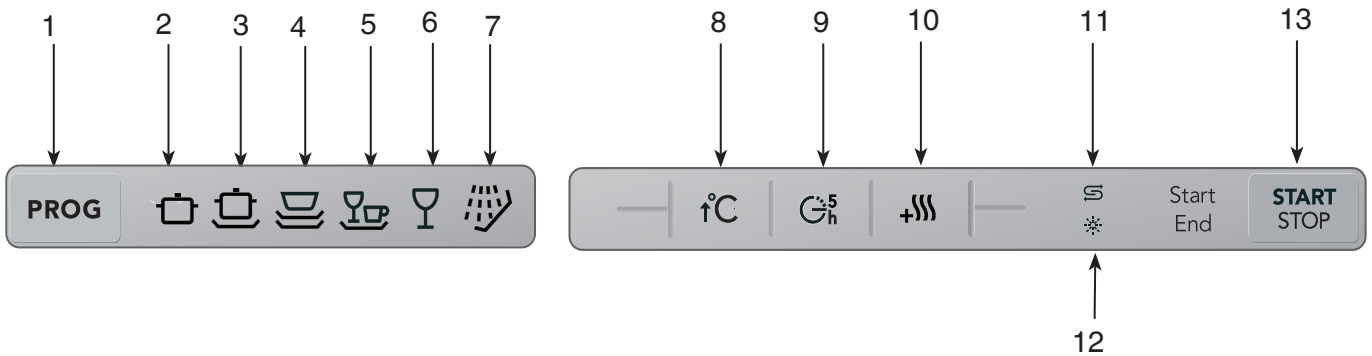 1 2 3 4 5 6 7 8 9 10 11 13
PROG
↑°C
5
h
+
Start
End
START
STOP
12